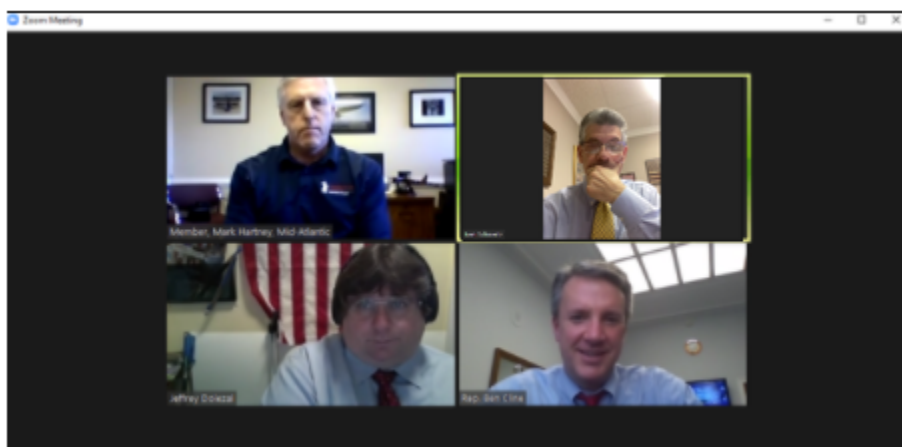 Zoom Meeting
Member, Mark Hartney, Mid-Atlantic
Jeffrey Dolezal
Rep. Ben Cline